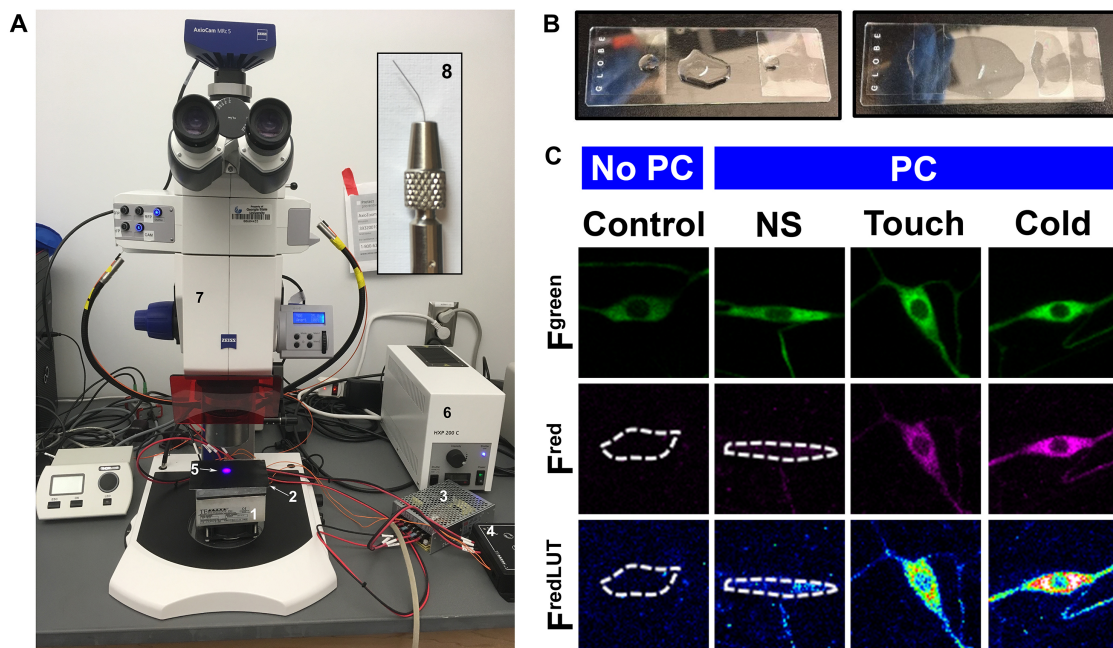 A
AxioCam MRc 5
ZEISS
8
7
ZEISS
6
HXP 200 C
5
2
3
1
4
B
GLOBE
GLOBE
C
No PC
PC
Control
NS
Touch
Cold
Fgreen
Fred
FredLUT